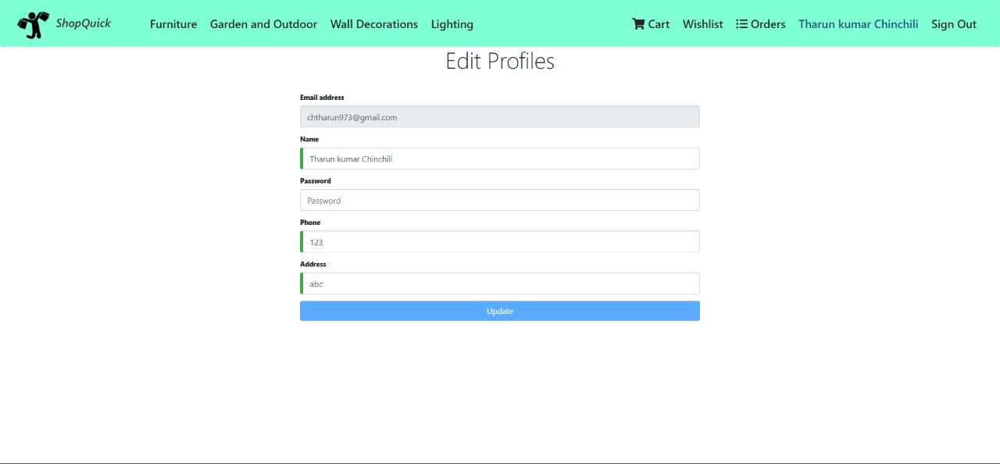 ShopQuick Furniture Garden and Outdoor Wall Decorations Lighting Cart Wishlist Orders Tharun kumar Chinchili Sign Out
Edit Profiles
Email address
chtharun973@gmail.com
Name
Tharun kumar Chinchili
Password
Password
Phone
123
Address
abc
Update